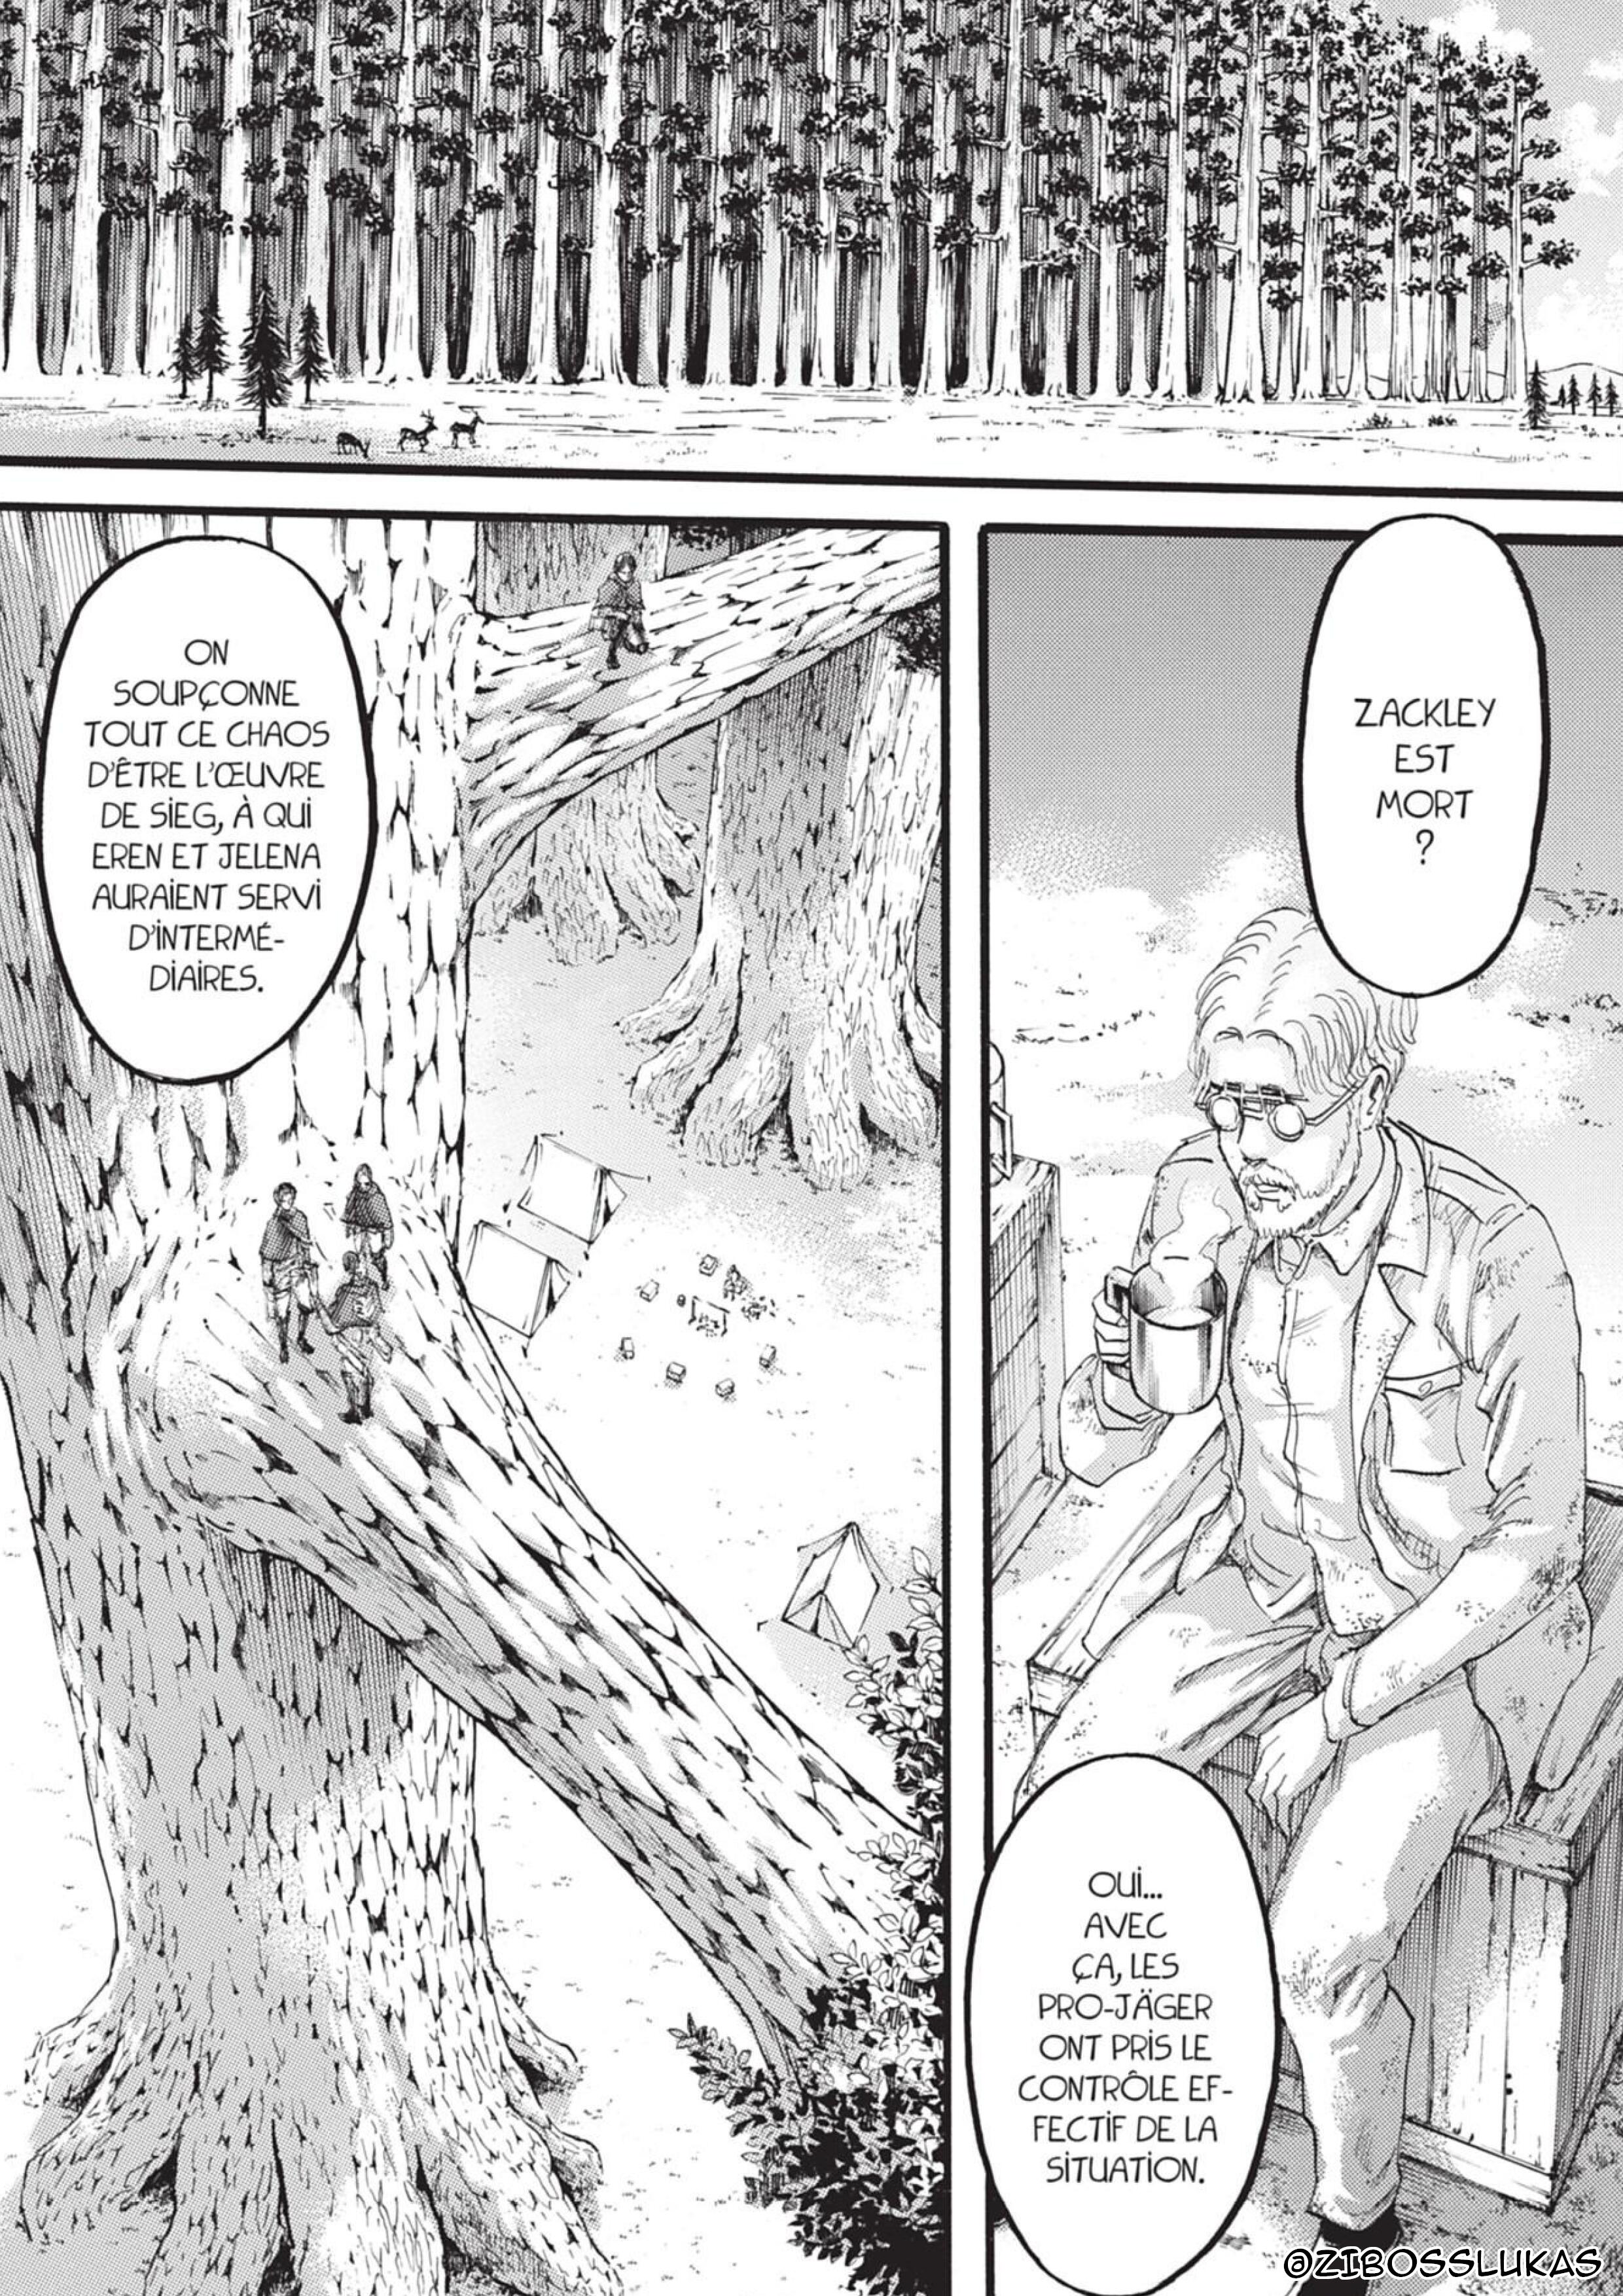 ZACKLEY
EST
MORT
?
OUI...
AVEC
ÇA, LES
PRO-JÄGER
ONT PRIS LE
CONTRÔLE EF-
FECTIF DE LA
SITUATION.
ON
SOUPÇONNE
TOUT CE CHAOS
D'ÊTRE L'ŒUVRE
DE SIEG, À QUI
EREN ET JELENA
AURAIENT SERVI
D'INTERMÉ-
DIAIRES.
@ZIBOSSLUKAS